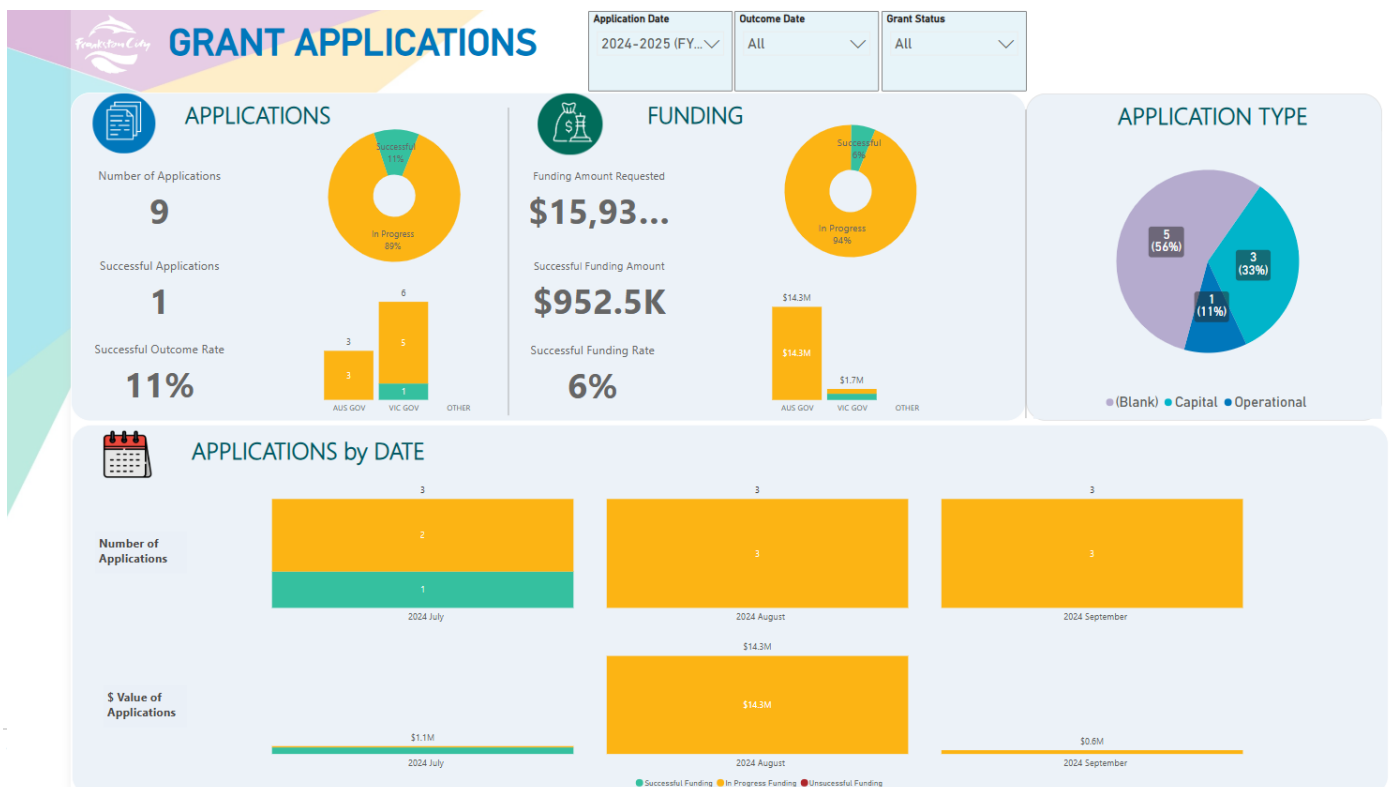 Frankston City
GRANT APPLICATIONS
Application Date
2024-2025 (FY...
Outcome Date
All
Grant Status
All
APPLICATIONS
Number of Applications
9
Successful Applications
1
Successful Outcome Rate
11%
Successful
11%
In Progress
89%
6
3
5
3
1
AUS GOV
VIC GOV
OTHER
FUNDING
Funding Amount Requested
$15,93...
Successful Funding Amount
$952.5K
Successful Funding Rate
6%
Successful
6%
In Progress
94%
$14.3M
$14.3M
$1.7M
AUS GOV
VIC GOV
OTHER
APPLICATION TYPE
5
(56%)
3
(33%)
1
(11%)
(Blank)
Capital
Operational
APPLICATIONS by DATE
Number of
Applications
3
3
3
2
3
3
1
2024 July
2024 August
2024 September
$ Value of
Applications
$14.3M
$14.3M
$1.1M
$0.6M
2024 July
2024 August
2024 September
Successful Funding
In Progress Funding
Unsucessful Funding